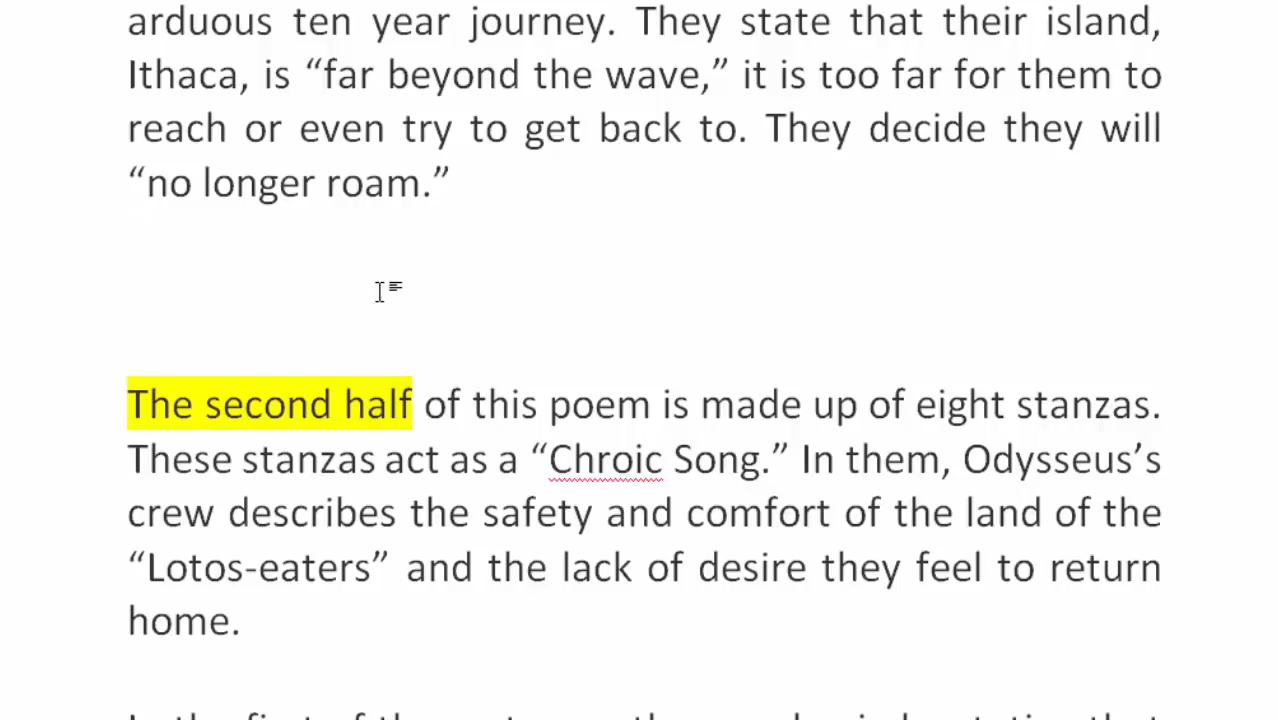 arduous ten year journey. They state that their island,
Ithaca, is “far beyond the wave,” it is too far for them to
reach or even try to get back to. They decide they will
“no longer roam.”
The second half of this poem is made up of eight stanzas.
These stanzas act as a “Chroic Song.” In them, Odysseus’s
crew describes the safety and comfort of the land of the
“Lotos-eaters” and the lack of desire they feel to return
home.